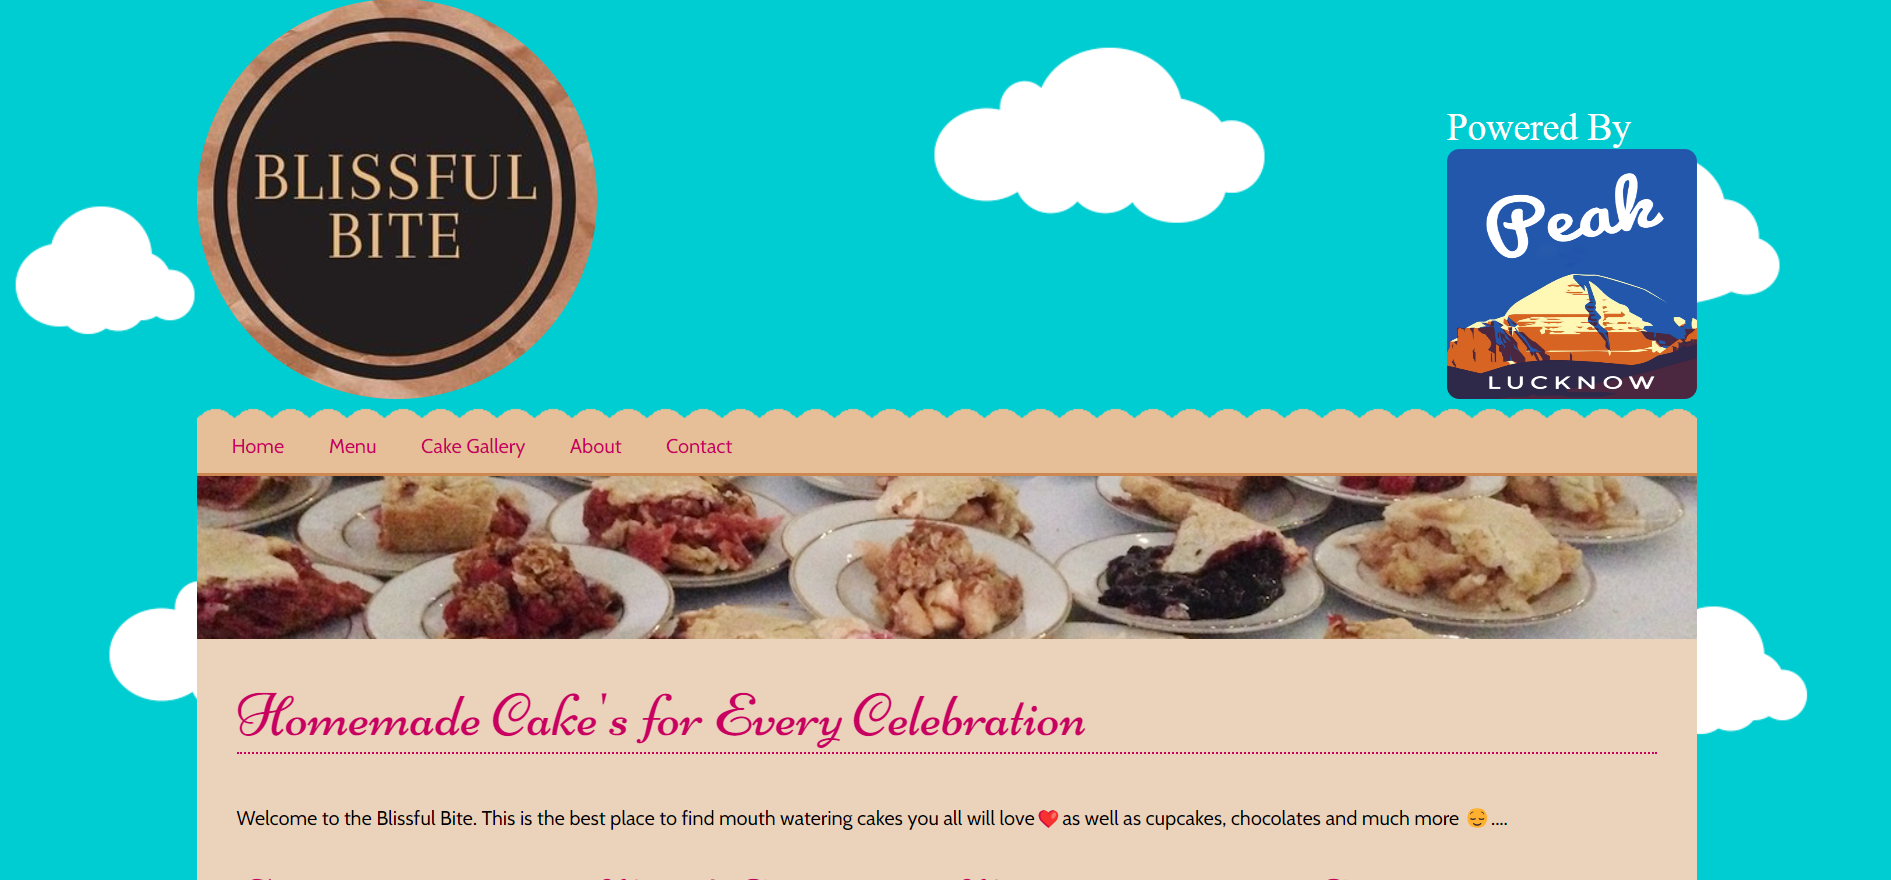 BLISSFUL
BITE
Powered By
Peak
LUCKNOW
Home Menu Cake Gallery About Contact
Homemade Cake's for Every Celebration
Welcome to the Blissful Bite. This is the best place to find mouth watering cakes you all will love❤️ as well as cupcakes, chocolates and much more 😌....